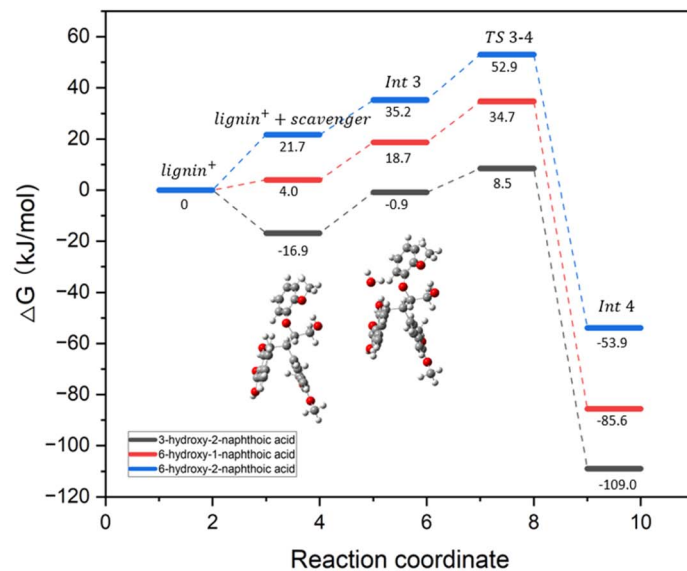 TS 3-4
60
52.9
Int 3
40
35.2
34.7
lignin⁺ + scavenger
21.7
20
18.7
lignin⁺
4.0
8.5
0
0
-0.9
-16.9
−20
−40
Int 4
-53.9
−60
−80
-85.6
−100
-109.0
−120
ΔG (kJ/mol)
3-hydroxy-2-naphthoic acid
6-hydroxy-1-naphthoic acid
6-hydroxy-2-naphthoic acid
0 2 4 6 8 10
Reaction coordinate